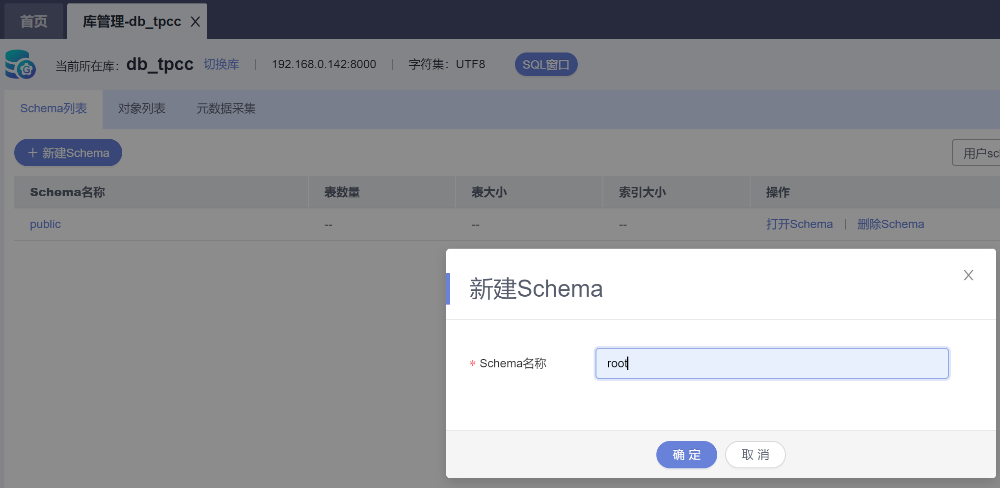 首页
库管理-db_tpcc X
当前所在库: db_tpcc 切换库 | 192.168.0.142:8000 | 字符集: UTF8 SQL窗口
Schema列表 对象列表 元数据采集
+ 新建Schema 用户sc
Schema名称 表数量 表大小 索引大小 操作
public -- -- -- 打开Schema | 删除Schema
新建Schema X
* Schema名称 root
确 定 取 消